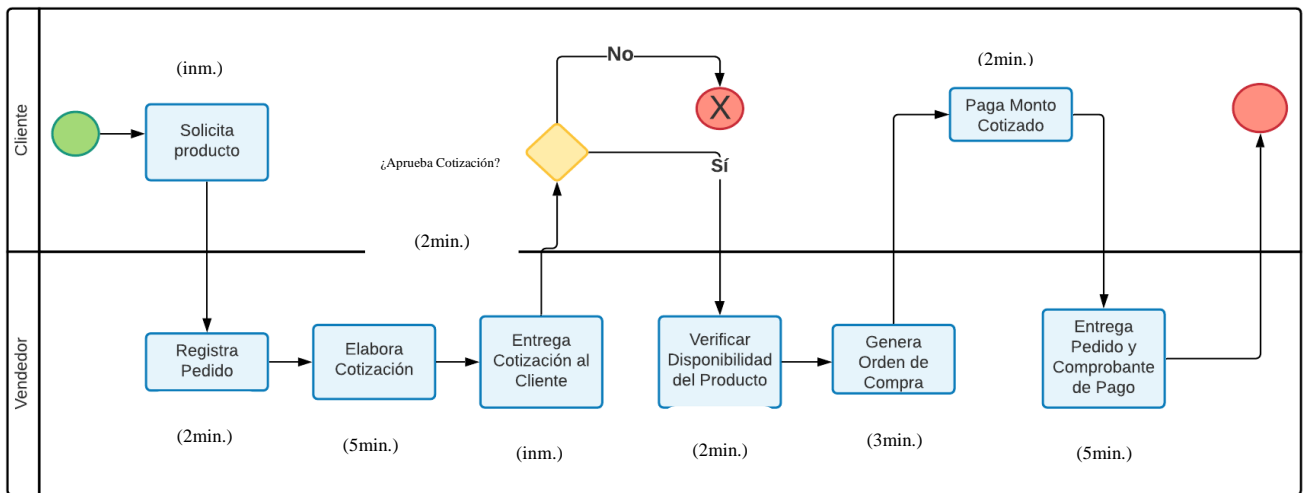 Cliente
(inm.)
Solicita
producto
¿Aprueba Cotización?
(2min.)
No
X
Sí
(2min.)
Paga Monto
Cotizado
Vendedor
Registra
Pedido
(2min.)
Elabora
Cotización
(5min.)
Entrega
Cotización al
Cliente
(inm.)
Verificar
Disponibilidad
del Producto
(2min.)
Genera
Orden de
Compra
(3min.)
Entrega
Pedido y
Comprobante
de Pago
(5min.)